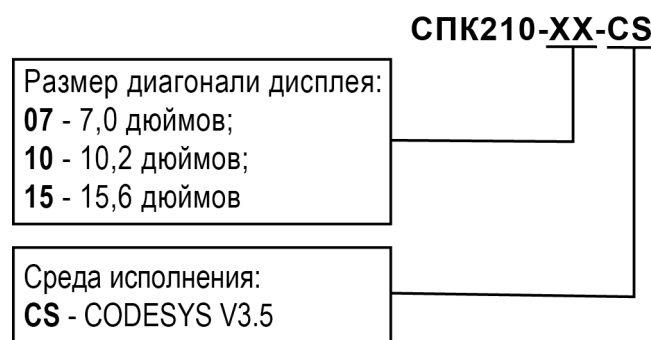 СПК210-XX-CS
Размер диагонали дисплея:
07 - 7,0 дюймов;
10 - 10,2 дюймов;
15 - 15,6 дюймов
Среда исполнения:
CS - CODESYS V3.5